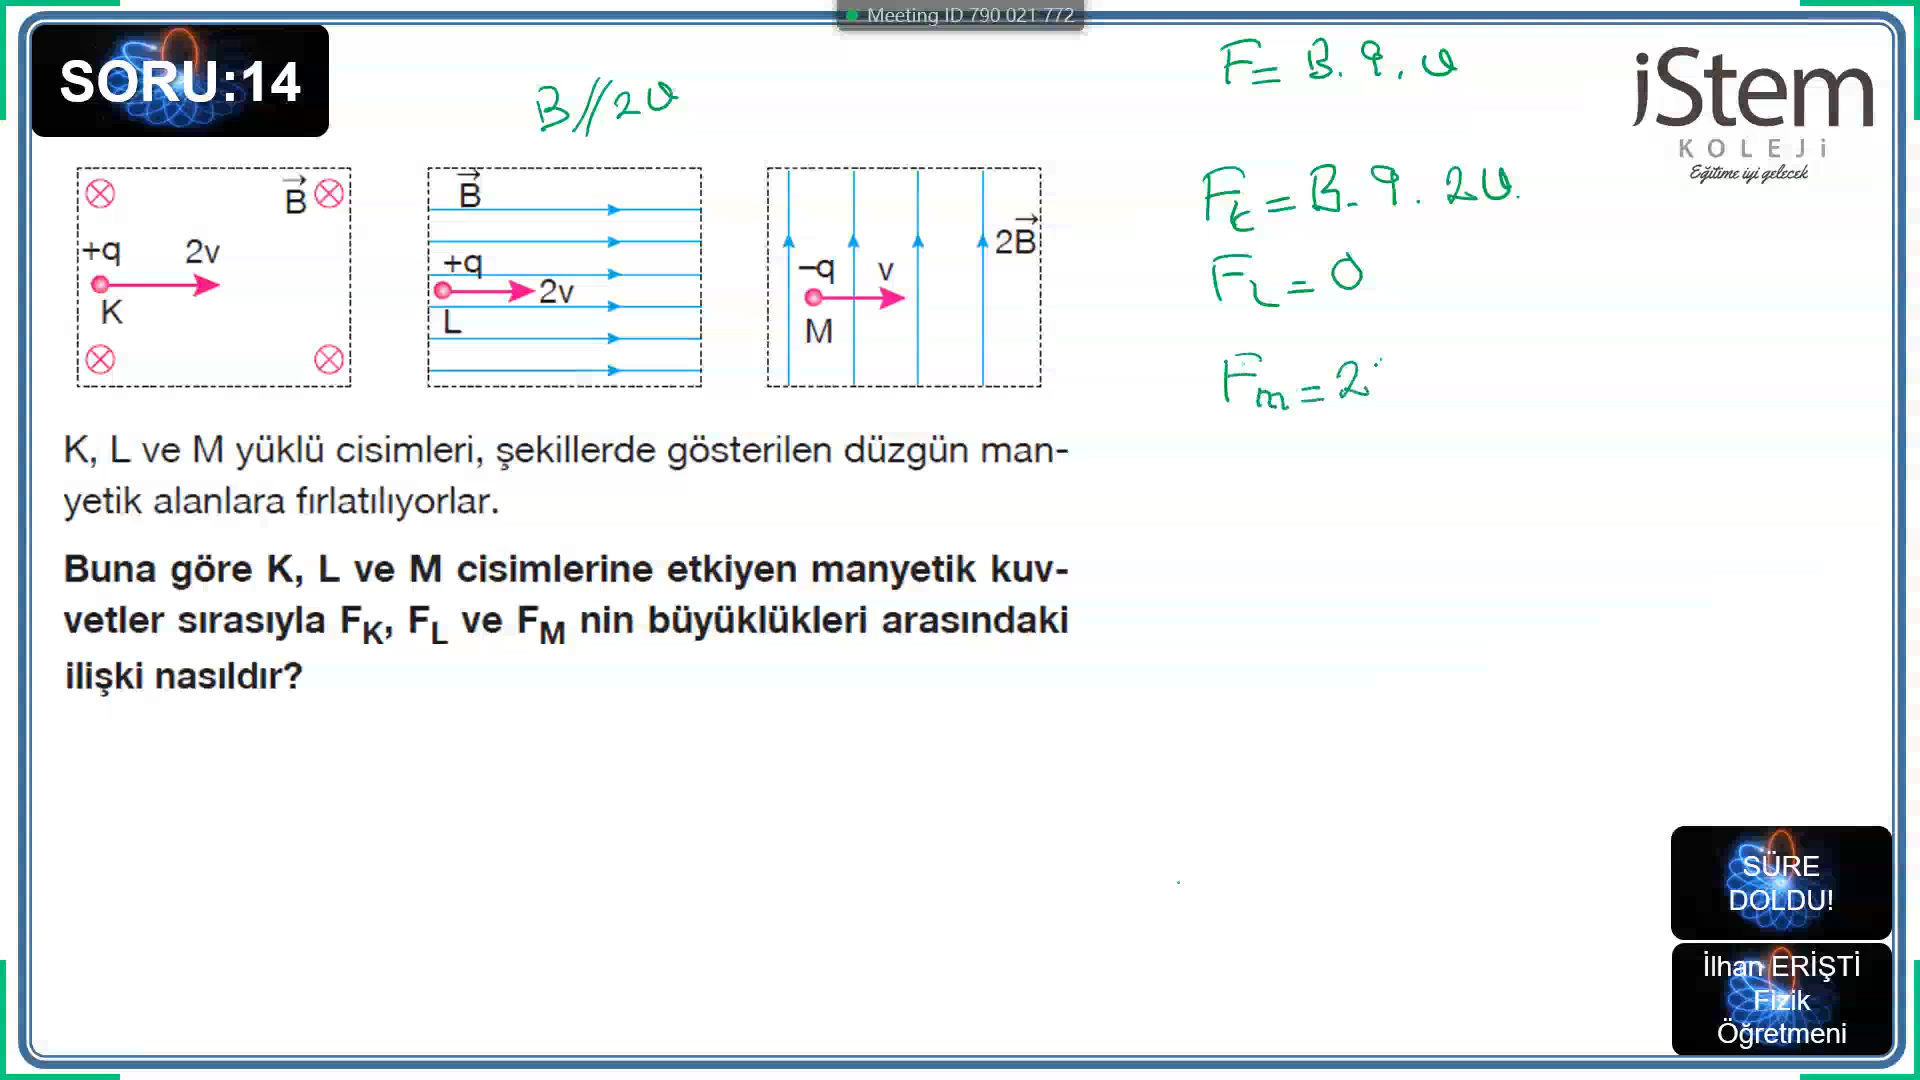 Meeting ID 790 021 772
SORU:14
B//2v
F= B.q.v
iStem
KOLEJi
Eğitime iyi gelecek
B
+q 2v
K
B
+q
2v
L
2B
-q v
M
FK = B.q.2v.
FL = 0
Fm = 2
K, L ve M yüklü cisimleri, şekillerde gösterilen düzgün man-
yetik alanlara fırlatılıyorlar.
Buna göre K, L ve M cisimlerine etkiyen manyetik kuv-
vetler sırasıyla FK, FL ve FM nin büyüklükleri arasındaki
ilişki nasıldır?
SÜRE
DOLDU!
İlhan ERİŞTİ
Fizik
Öğretmeni